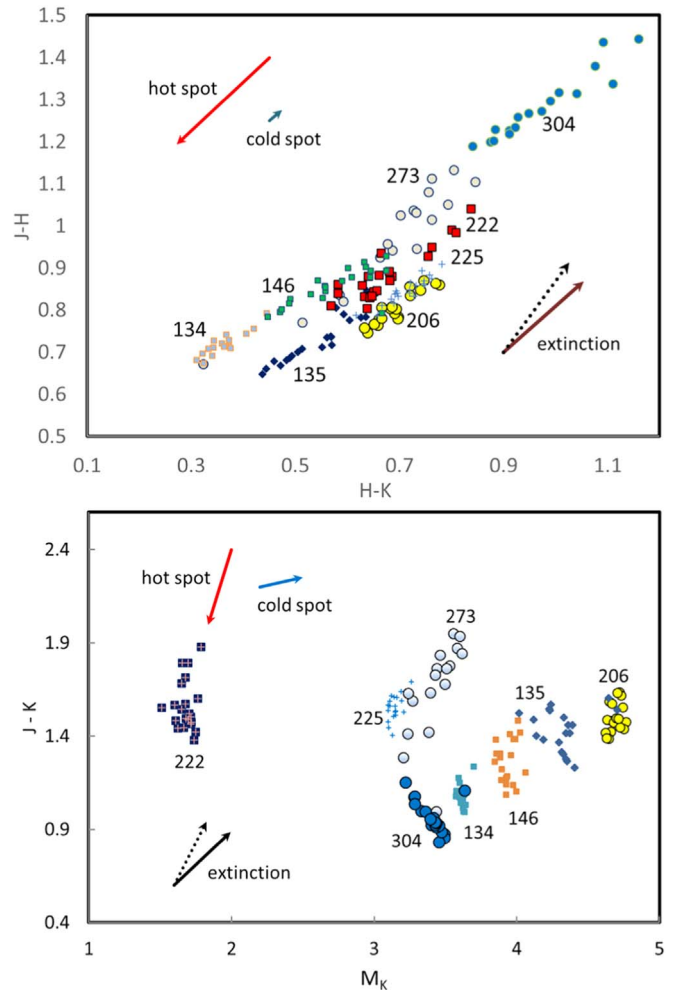 1.5
1.4
hot spot
1.3
cold spot
304
1.2
273
1.1
222
J-H
1
225
0.9
146
0.8
134
206
extinction
0.7
135
0.6
0.5
0.1 0.3 0.5 0.7 0.9 1.1
H-K
2.4
hot spot
cold spot
1.9
273
135
206
225
J - K
1.4
222
304
134
146
0.9
extinction
0.4
1 2 3 4 5
MK